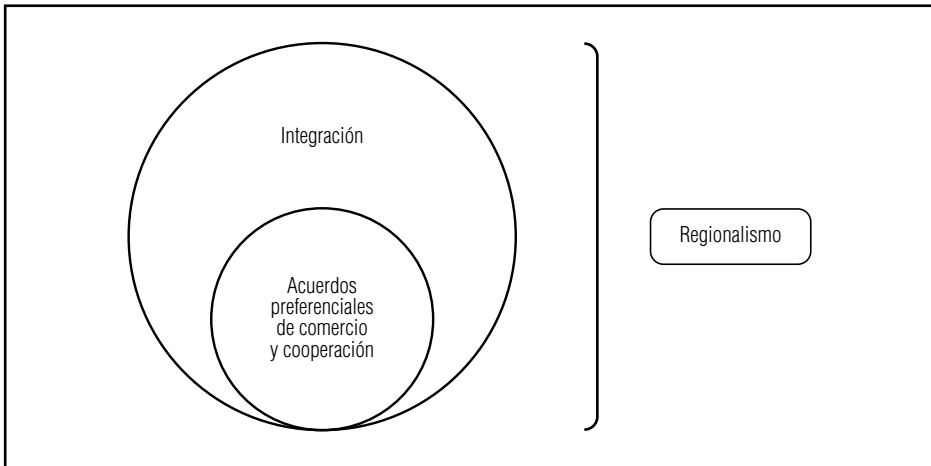 Integración
Acuerdos
preferenciales
de comercio
y cooperación
Regionalismo